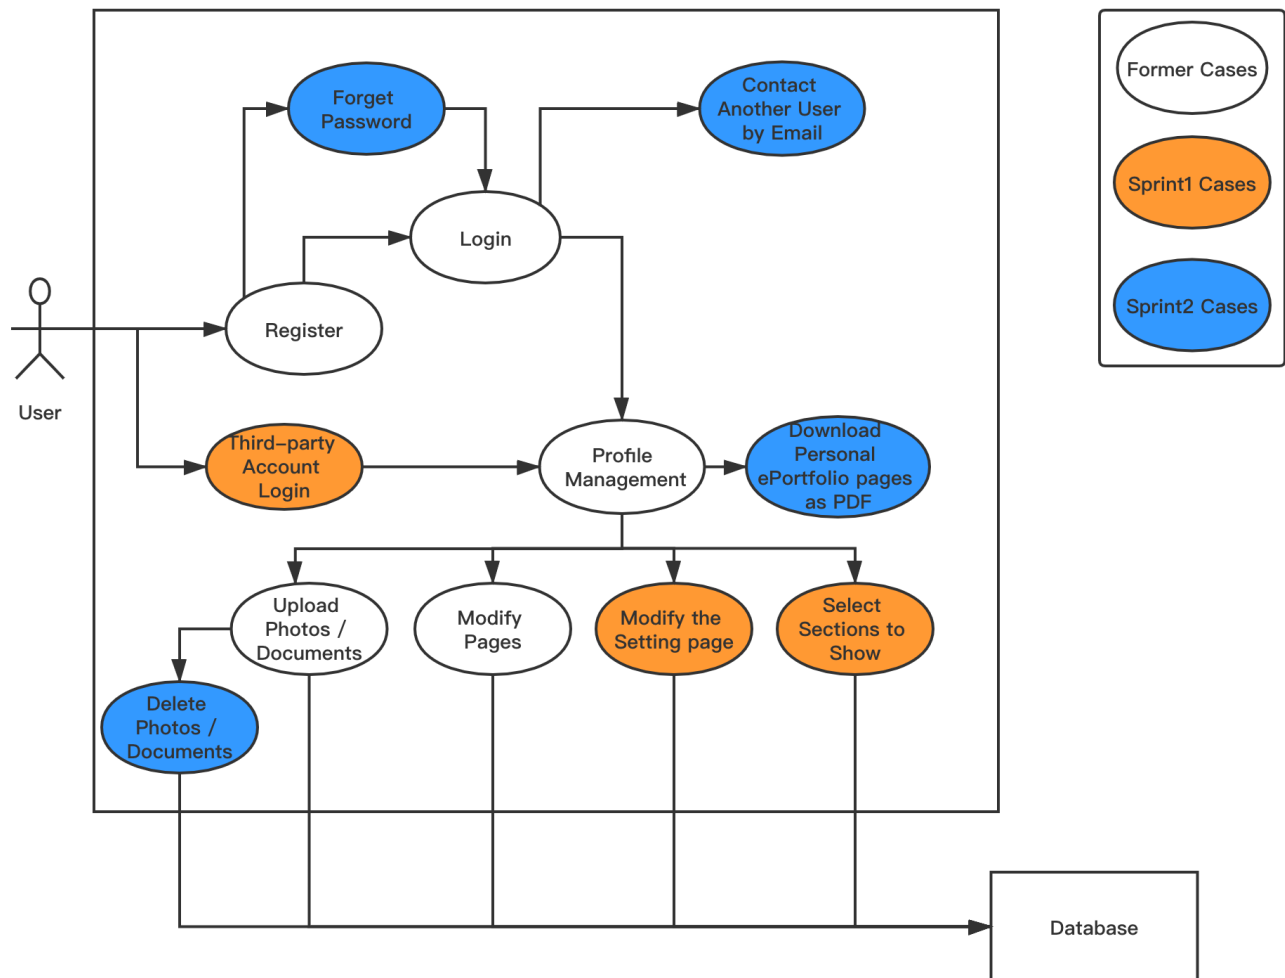 Forget
Password
Contact
Another User
by Email
Login
Register
User
Third-party
Account
Login
Profile
Management
Download
Personal
ePortfolio pages
as PDF
Upload
Photos /
Documents
Modify
Pages
Modify the
Setting page
Select
Sections to
Show
Delete
Photos /
Documents
Database
Former Cases
Sprint1 Cases
Sprint2 Cases